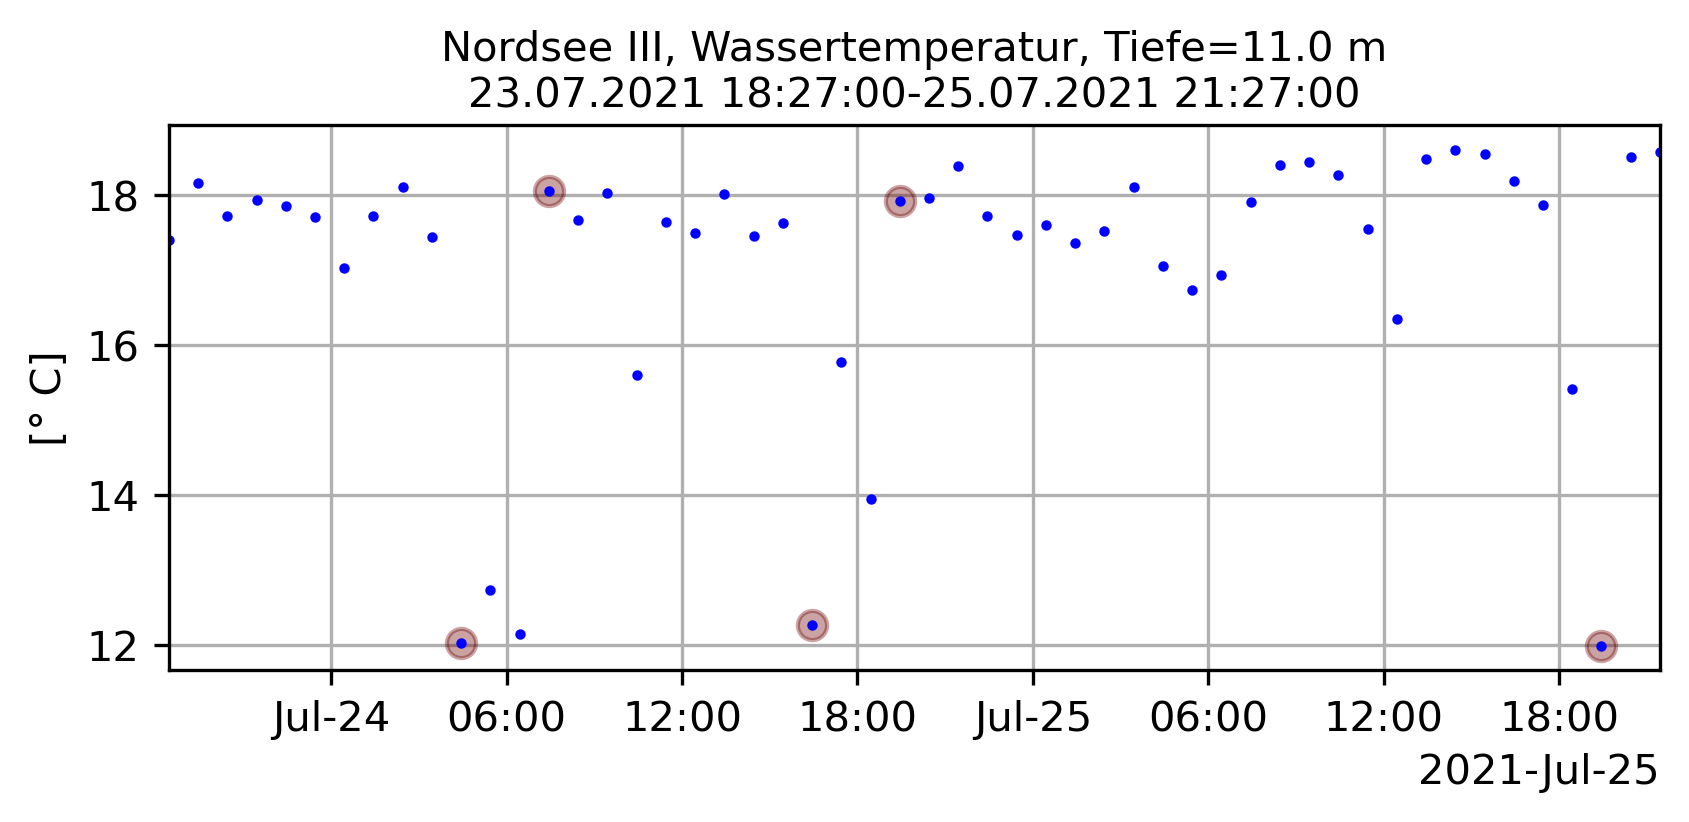 Nordsee III, Wassertemperatur, Tiefe=11.0 m
23.07.2021 18:27:00-25.07.2021 21:27:00
[° C]
18
16
14
12
Jul-24 06:00 12:00 18:00 Jul-25 06:00 12:00 18:00
2021-Jul-25